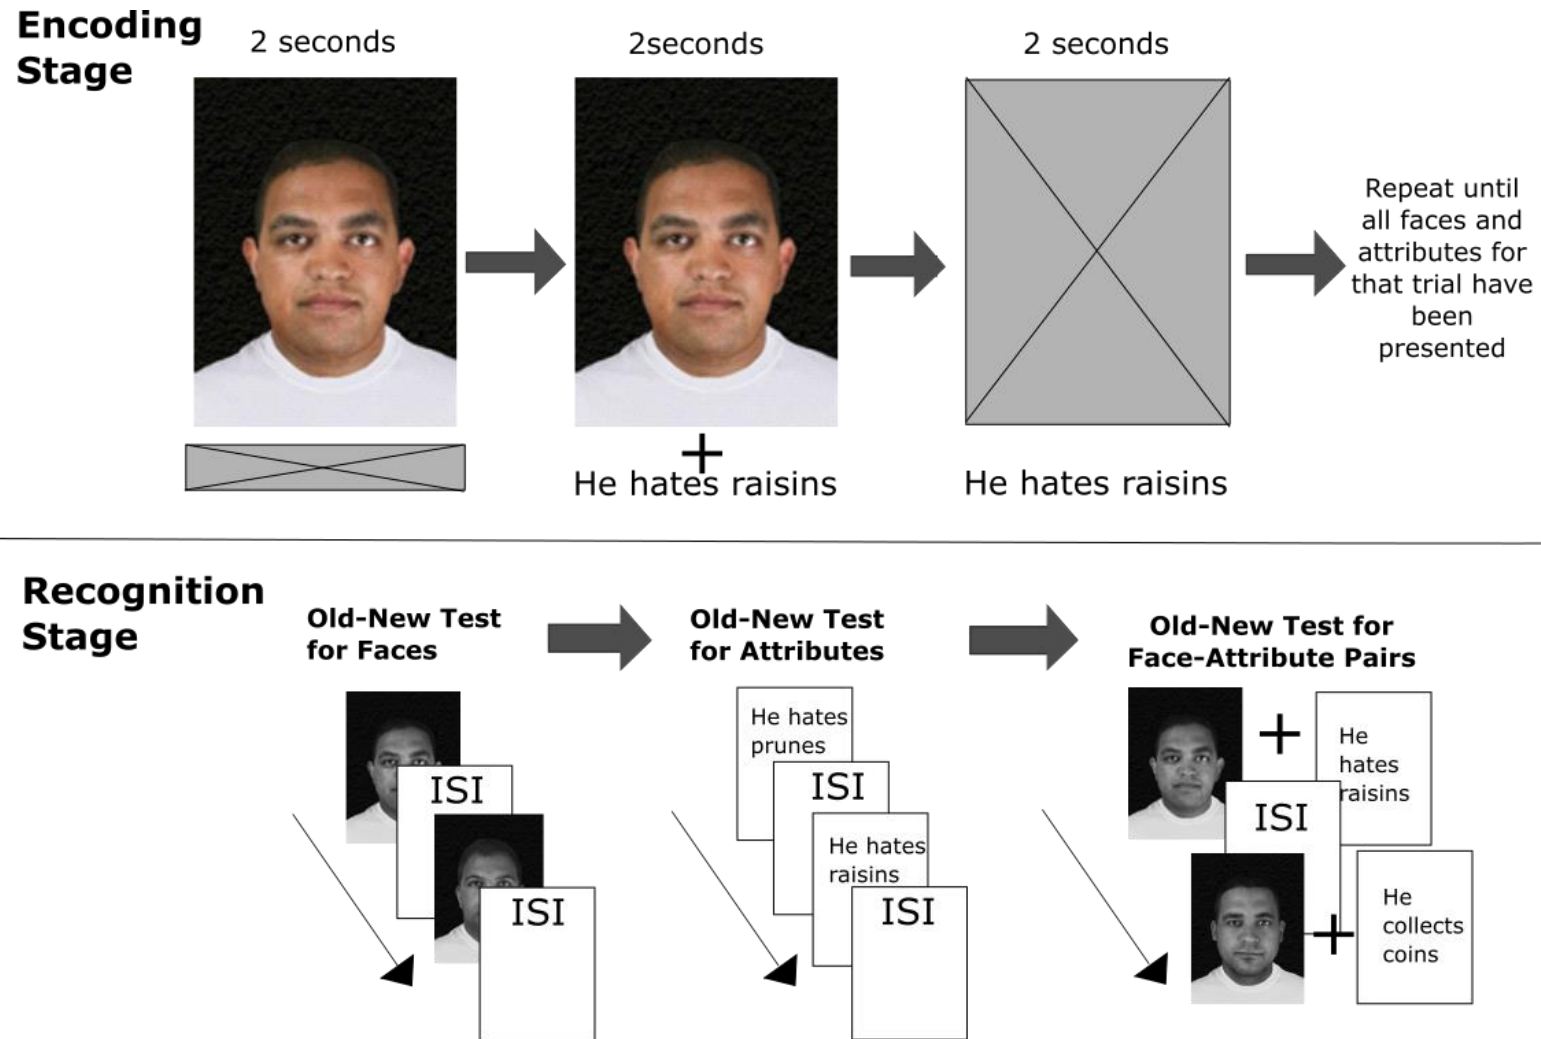 Encoding
Stage
2 seconds
2seconds
2 seconds
+
He hates raisins
He hates raisins
Repeat until
all faces and
attributes for
that trial have
been
presented
Recognition
Stage
Old-New Test
for Faces
ISI
ISI
Old-New Test
for Attributes
He hates
prunes
ISI
He hates
raisins
ISI
Old-New Test for
Face-Attribute Pairs
+
He
hates
raisins
ISI
+
He
collects
coins